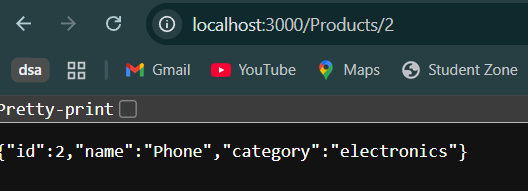 localhost:3000/Products/2
dsa Gmail YouTube Maps Student Zone
Pretty-print
{"id":2,"name":"Phone","category":"electronics"}